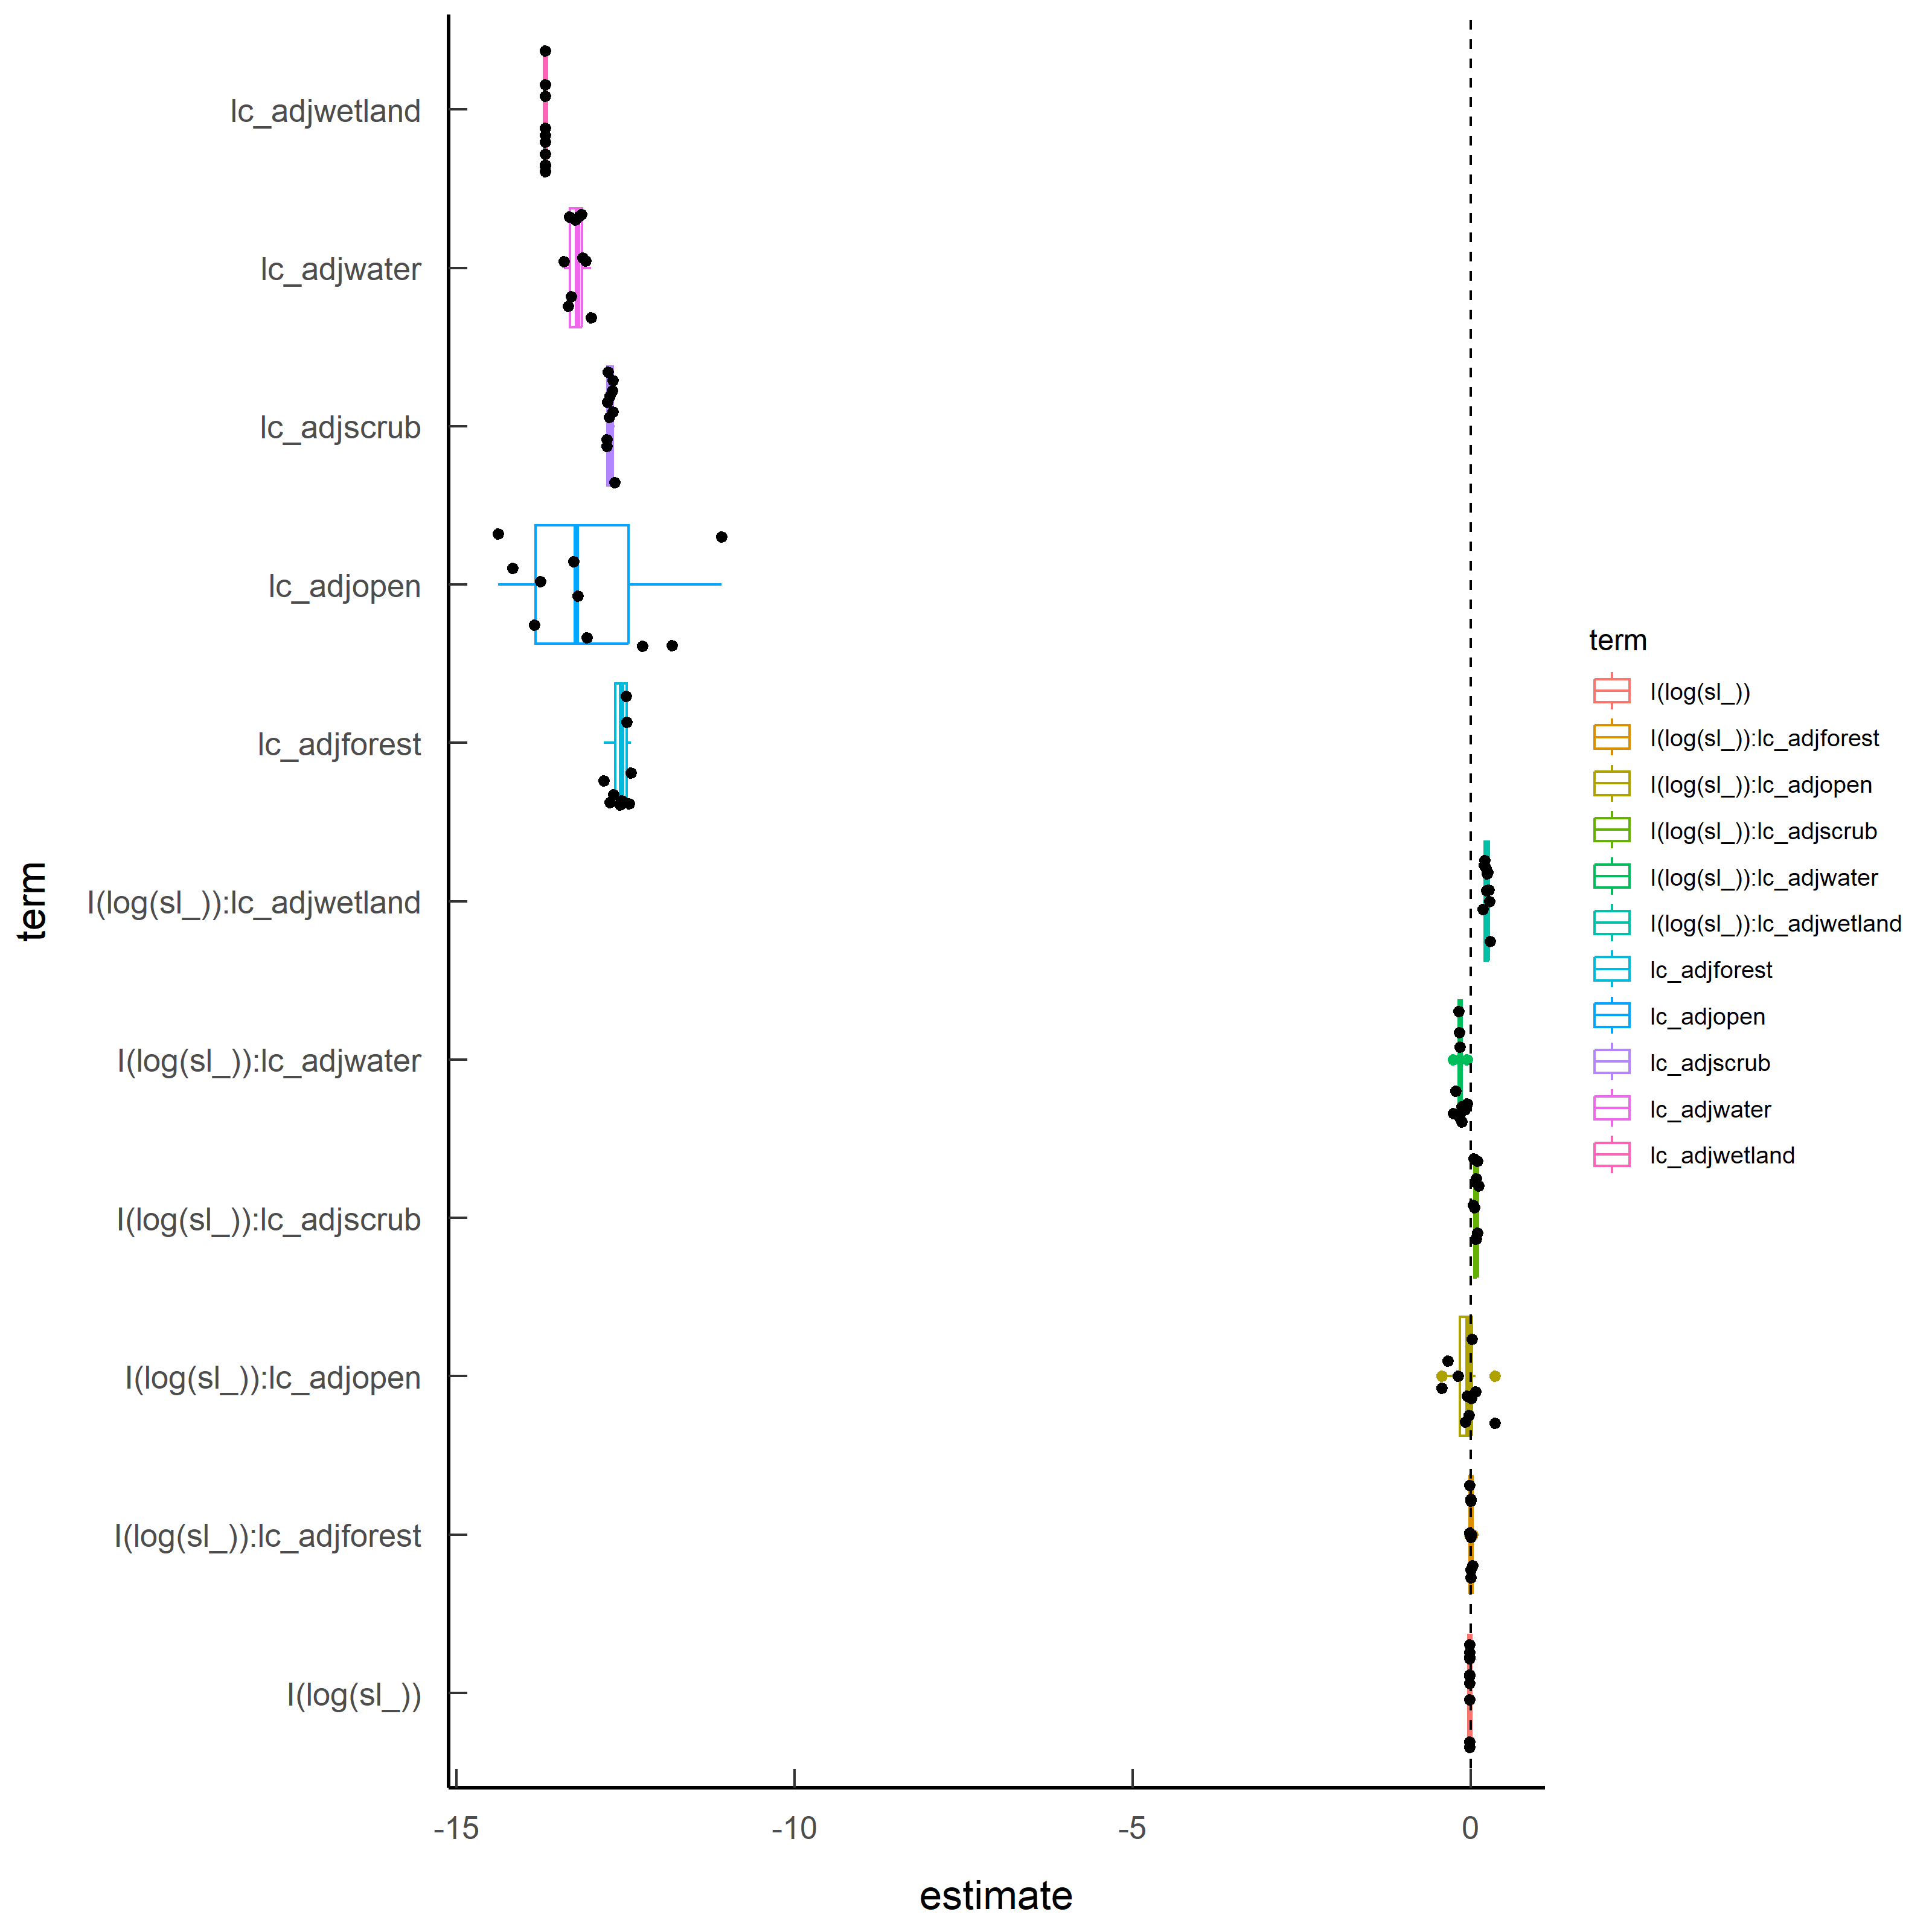 lc_adjwetland
lc_adjwater
lc_adjscrub
lc_adjopen
lc_adjforest
I(log(sl_)):lc_adjwetland
I(log(sl_)):lc_adjwater
I(log(sl_)):lc_adjscrub
I(log(sl_)):lc_adjopen
I(log(sl_)):lc_adjforest
I(log(sl_))
term
-15 -10 -5 0
estimate
term
I(log(sl_))
I(log(sl_)):lc_adjforest
I(log(sl_)):lc_adjopen
I(log(sl_)):lc_adjscrub
I(log(sl_)):lc_adjwater
I(log(sl_)):lc_adjwetland
lc_adjforest
lc_adjopen
lc_adjscrub
lc_adjwater
lc_adjwetland